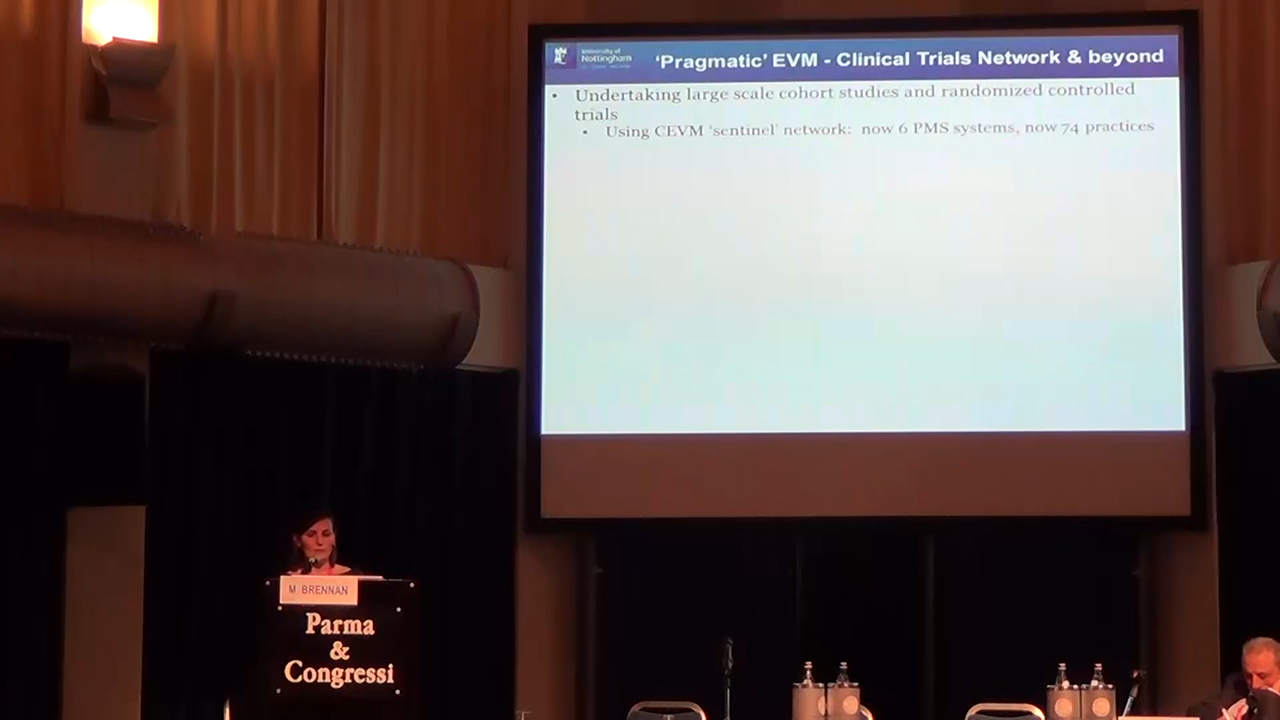 University of
Nottingham
'Pragmatic' EVM - Clinical Trials Network & beyond
• Undertaking large scale cohort studies and randomized controlled
trials
• Using CEVM 'sentinel' network: now 6 PMS systems, now 74 practices
M. BRENNAN
Parma
&
Congressi